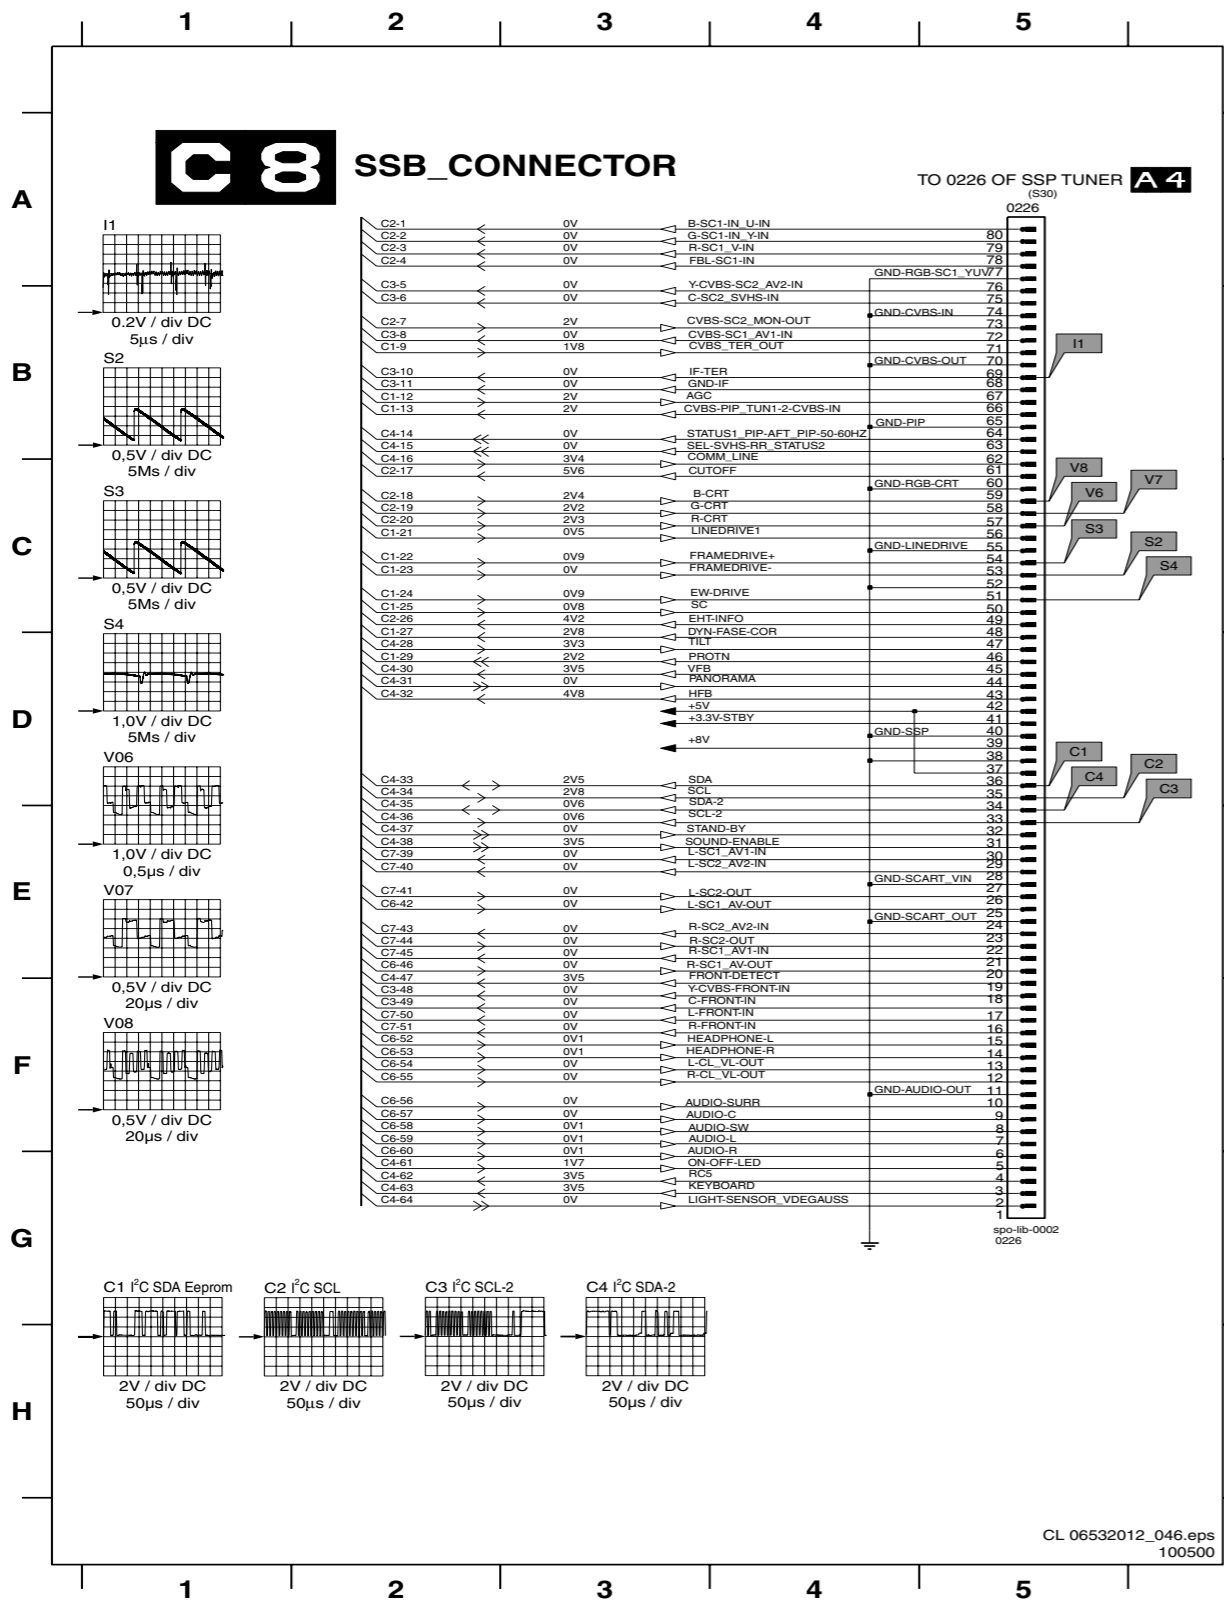 1 2 3 4 5
A
B
C
D
E
F
G
H
C 8 SSB_CONNECTOR
TO 0226 OF SSP TUNER A 4
(S30)
0226
I1
0.2V / div DC
5µs / div
S2
0,5V / div DC
5Ms / div
S3
0,5V / div DC
5Ms / div
S4
1,0V / div DC
5Ms / div
V06
1,0V / div DC
0,5µs / div
V07
0,5V / div DC
20µs / div
V08
0,5V / div DC
20µs / div
C2-1 0V B-SC1-IN_U-IN
C2-2 0V G-SC1-IN_Y-IN 80
C2-3 0V R-SC1_V-IN 79
C2-4 0V FBL-SC1-IN 78
GND-RGB-SC1_YUV 77
C3-5 0V Y-CVBS-SC2_AV2-IN 76
C3-6 0V C-SC2_SVHS-IN 75
GND-CVBS-IN 74
C2-7 2V CVBS-SC2_MON-OUT 73
C3-8 0V CVBS-SC1_AV1-IN 72
C1-9 1V8 CVBS_TER_OUT 71
GND-CVBS-OUT 70
C3-10 0V IF-TER 69
C3-11 0V GND-IF 68
C1-12 2V AGC 67
C1-13 2V CVBS-PIP_TUN1-2-CVBS-IN 66
GND-PIP 65
C4-14 0V STATUS1_PIP-AFT_PIP-50-60HZ 64
C4-15 0V SEL-SVHS-RR_STATUS2 63
C4-16 3V4 COMM_LINE 62
C2-17 5V6 CUTOFF 61
GND-RGB-CRT 60
C2-18 2V4 B-CRT 59
C2-19 2V2 G-CRT 58
C2-20 2V3 R-CRT 57
C1-21 0V5 LINEDRIVE1 56
GND-LINEDRIVE 55
C1-22 0V9 FRAMEDRIVE+ 54
C1-23 0V FRAMEDRIVE- 53
52
C1-24 0V9 EW-DRIVE 51
C1-25 0V8 SC 50
C2-26 4V2 EHT-INFO 49
C1-27 2V8 DYN-FASE-COR 48
C4-28 3V3 TILT 47
C1-29 2V2 PROTN 46
C4-30 3V5 VFB 45
C4-31 0V PANORAMA 44
C4-32 4V8 HFB 43
+5V 42
+3.3V-STBY 41
GND-SSP 40
+8V 39
38
37
C4-33 2V5 SDA 36
C4-34 2V8 SCL 35
C4-35 0V6 SDA-2 34
C4-36 0V6 SCL-2 33
C4-37 0V STAND-BY 32
C4-38 3V5 SOUND-ENABLE 31
C7-39 0V L-SC1_AV1-IN 30
C7-40 0V L-SC2_AV2-IN 29
GND-SCART_VIN 28
C7-41 0V L-SC2-OUT 27
C6-42 0V L-SC1_AV-OUT 26
GND-SCART_OUT 25
C7-43 0V R-SC2_AV2-IN 24
C7-44 0V R-SC2-OUT 23
C7-45 0V R-SC1_AV1-IN 22
C6-46 0V R-SC1_AV-OUT 21
C4-47 3V5 FRONT-DETECT 20
C3-48 0V Y-CVBS-FRONT-IN 19
C3-49 0V C-FRONT-IN 18
C7-50 0V L-FRONT-IN 17
C7-51 0V R-FRONT-IN 16
C6-52 0V1 HEADPHONE-L 15
C6-53 0V1 HEADPHONE-R 14
C6-54 0V L-CL_VL-OUT 13
C6-55 0V R-CL_VL-OUT 12
GND-AUDIO-OUT 11
C6-56 0V AUDIO-SURR 10
C6-57 0V AUDIO-C 9
C6-58 0V1 AUDIO-SW 8
C6-59 0V1 AUDIO-L 7
C6-60 0V1 AUDIO-R 6
C4-61 1V7 ON-OFF-LED 5
C4-62 3V5 RC5 4
C4-63 3V5 KEYBOARD 3
C4-64 0V LIGHT-SENSOR_VDEGAUSS 2
1
spo-lib-0002
0226
I1
V8
V7
V6
S3
S2
S4
C1
C2
C4
C3
C1 I²C SDA Eeprom
2V / div DC
50µs / div
C2 I²C SCL
2V / div DC
50µs / div
C3 I²C SCL-2
2V / div DC
50µs / div
C4 I²C SDA-2
2V / div DC
50µs / div
CL 06532012_046.eps
100500
1 2 3 4 5